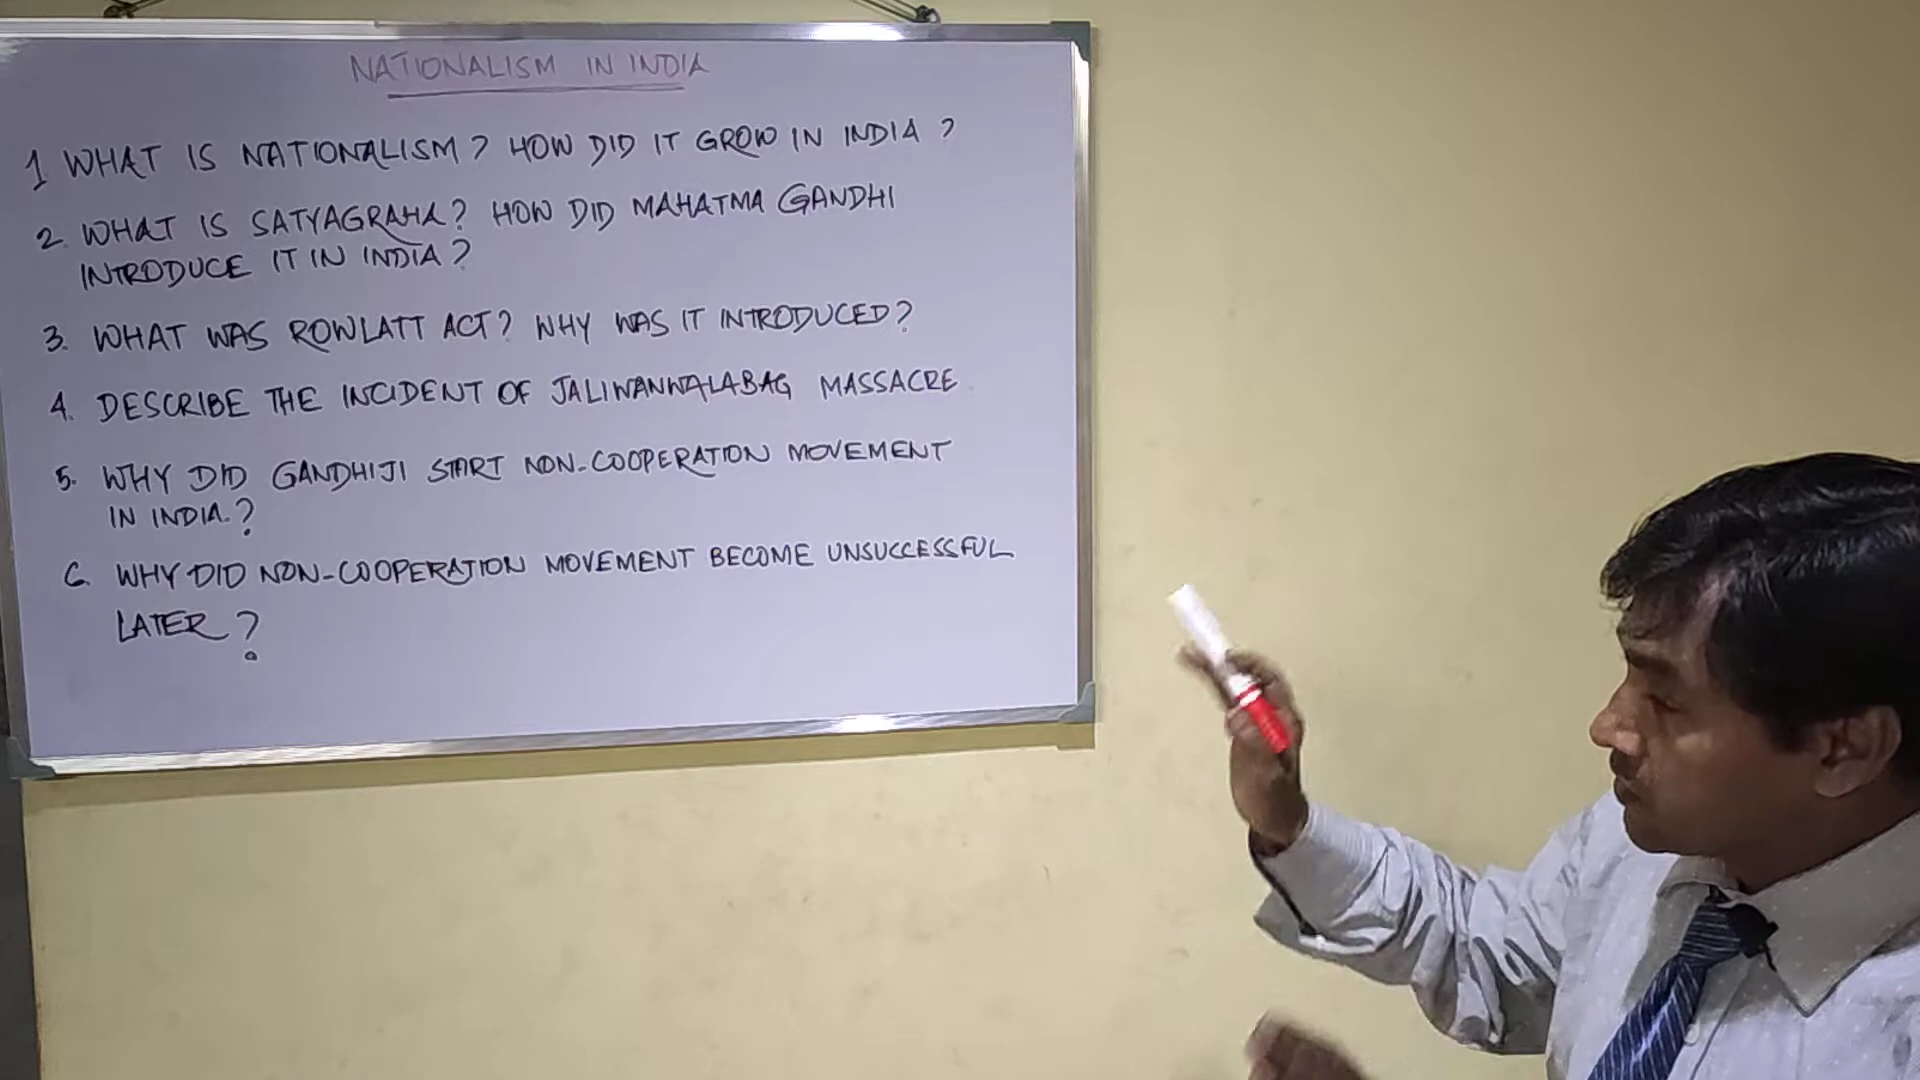 NATIONALISM IN INDIA
1 WHAT IS NATIONALISM? HOW DID IT GROW IN INDIA ?
2. WHAT IS SATYAGRAHA? HOW DID MAHATMA GANDHI
INTRODUCE IT IN INDIA ?
3. WHAT WAS ROWLATT ACT? WHY WAS IT INTRODUCED?
4. DESCRIBE THE INCIDENT OF JALIWANWALABAG MASSACRE
5. WHY DID GANDHIJI START NON-COOPERATION MOVEMENT
IN INDIA.?
6. WHY DID NON-COOPERATION MOVEMENT BECOME UNSUCCESSFUL
LATER ?